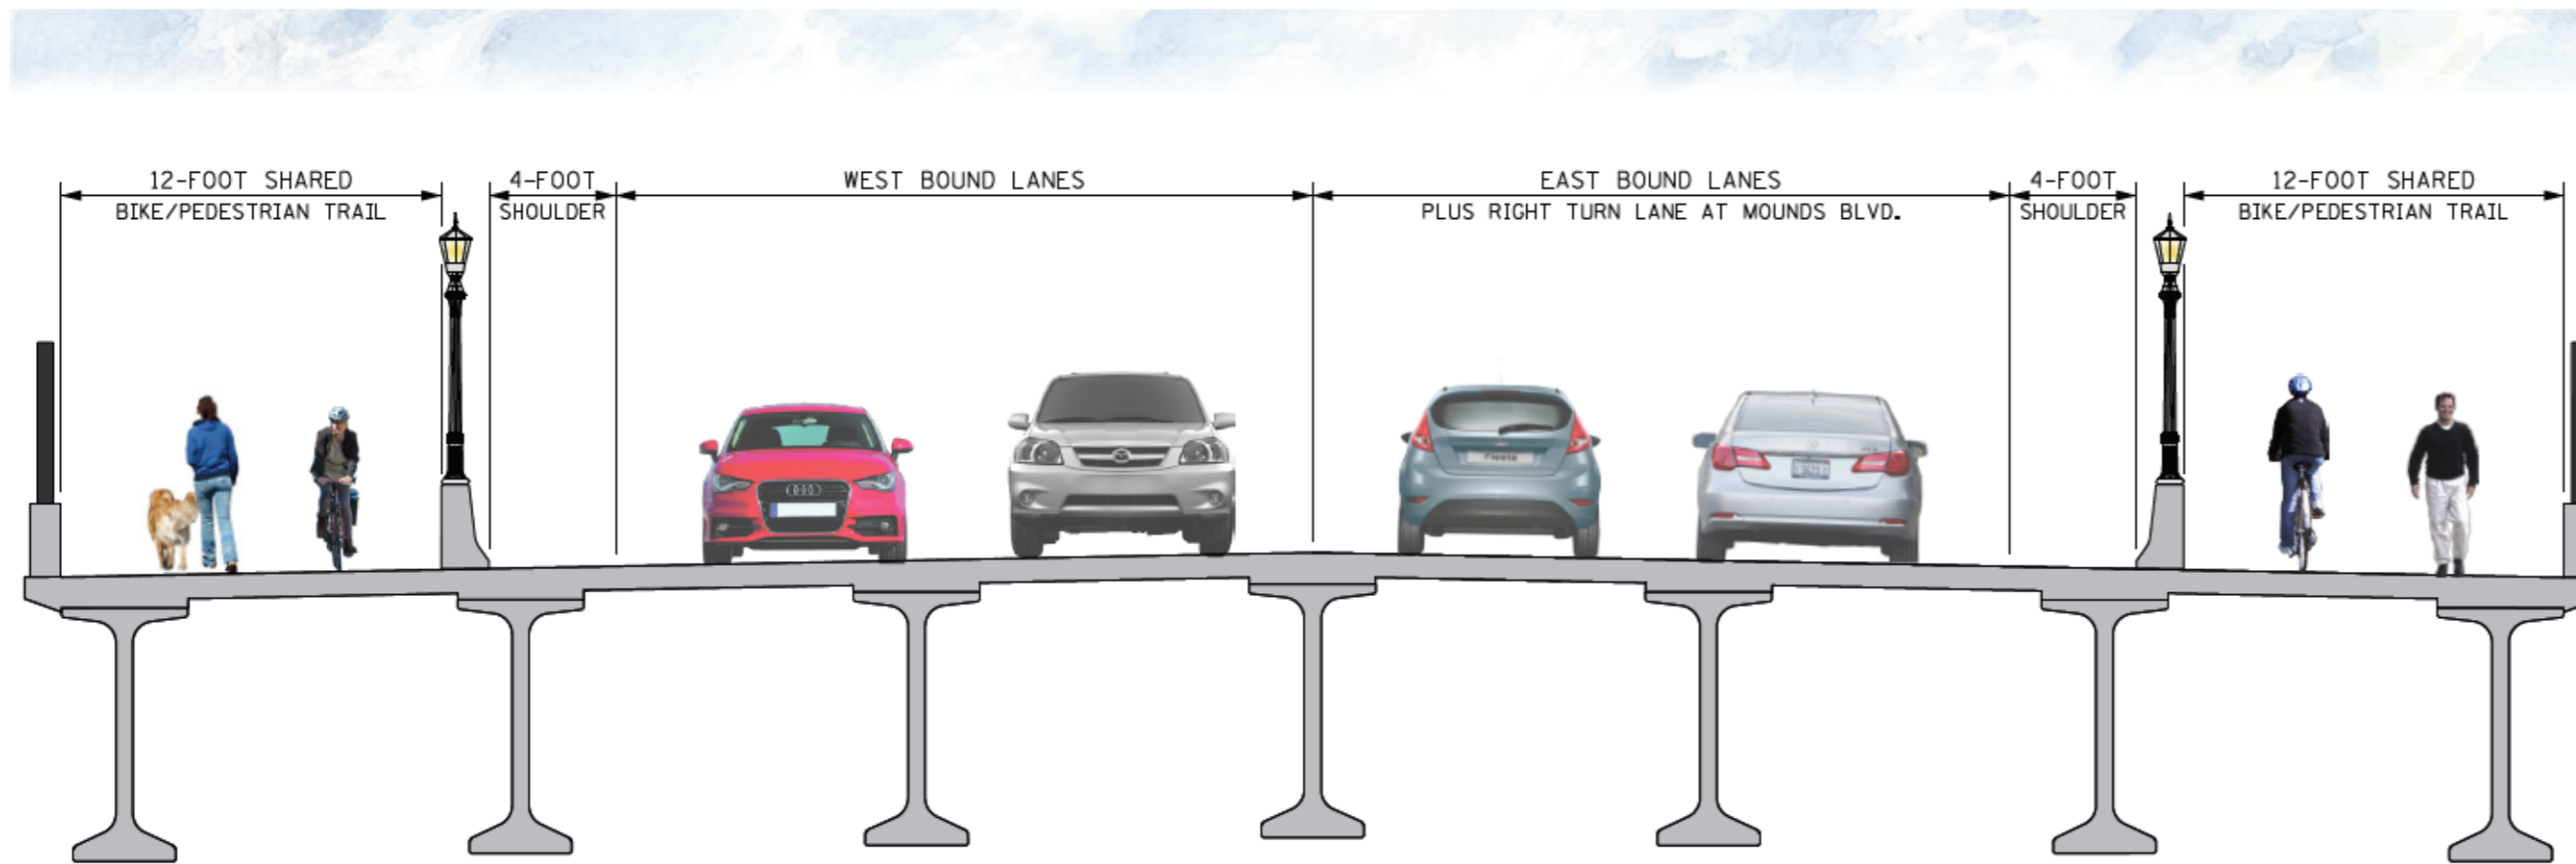 12-FOOT SHARED
BIKE/PEDESTRIAN TRAIL
4-FOOT
SHOULDER
WEST BOUND LANES
EAST BOUND LANES
PLUS RIGHT TURN LANE AT MOUNDS BLVD.
4-FOOT
SHOULDER
12-FOOT SHARED
BIKE/PEDESTRIAN TRAIL
Fiesta